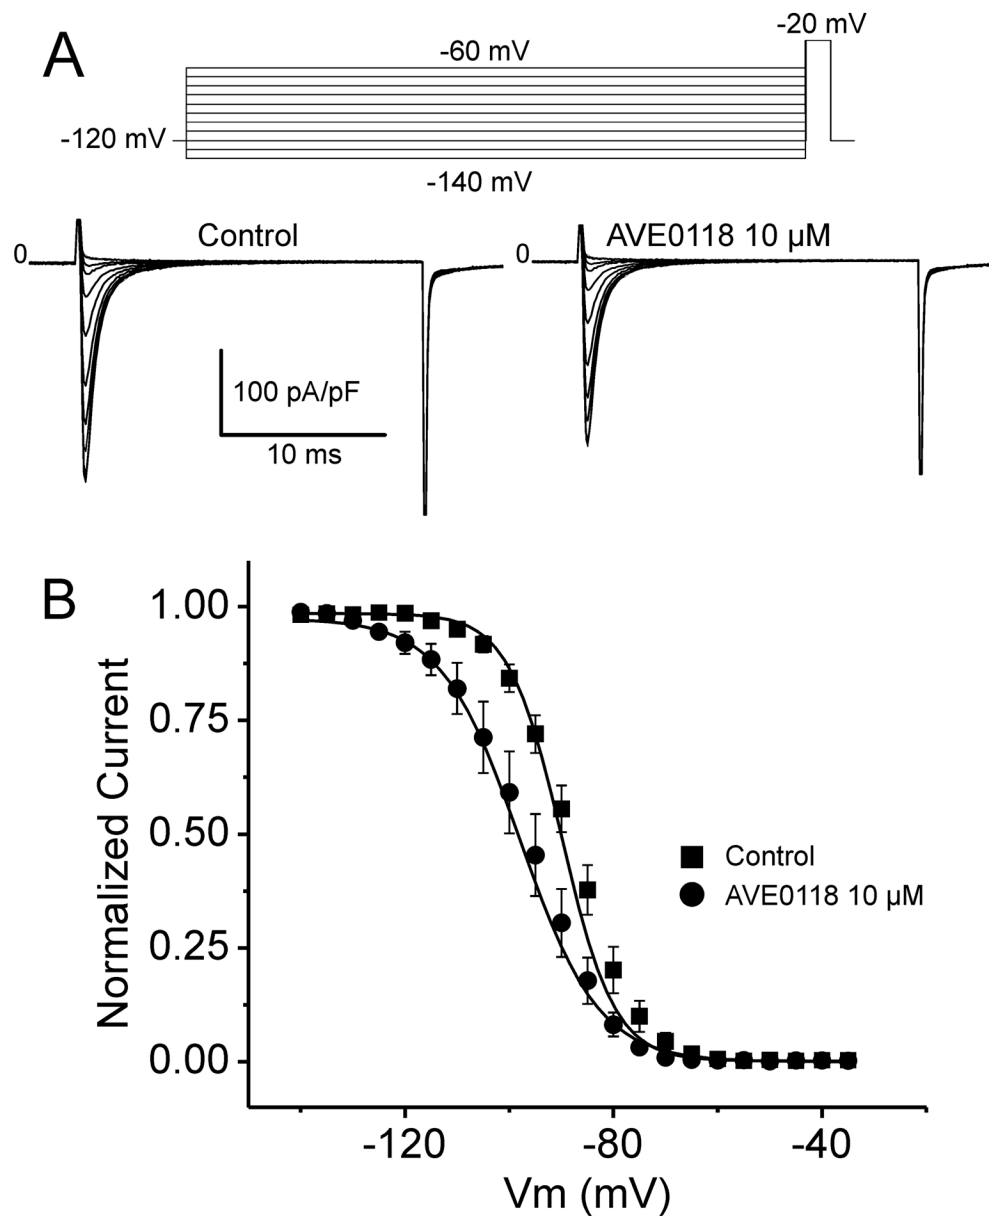 A
-20 mV
-60 mV
-120 mV
-140 mV
Control
AVE0118 10 µM
0
0
100 pA/pF
10 ms
B
1.00
0.75
0.50
0.25
0.00
Normalized Current
Control
AVE0118 10 µM
-120
-80
-40
Vm (mV)